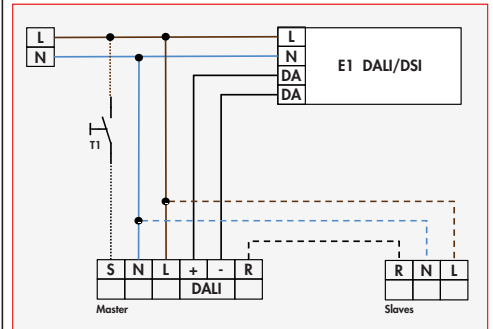 L
N
L
N
DA
DA
E1 DALI/DSI
T1
S N L + - R
DALI
Master
R N L
Slaves